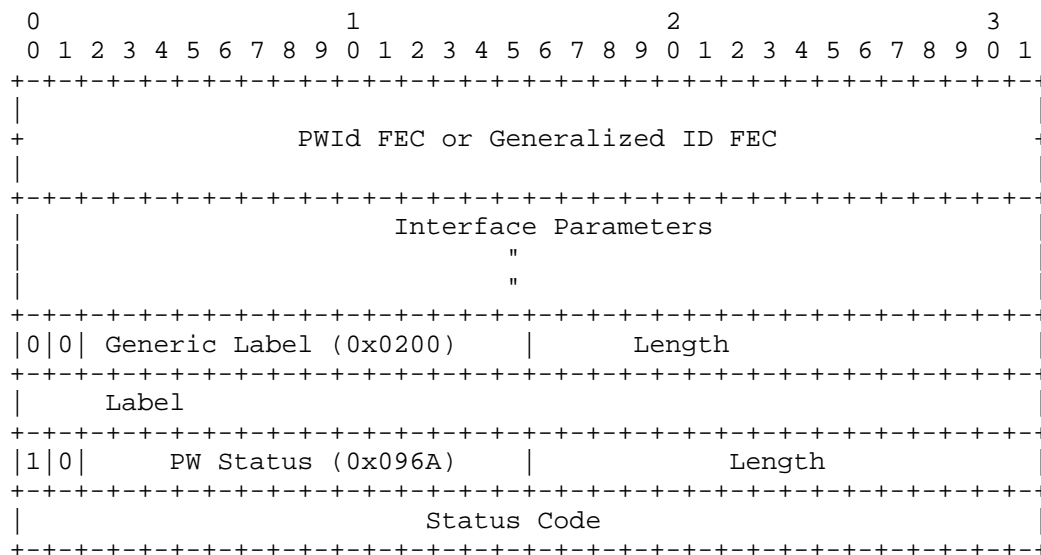 0                   1                   2                   3
 0 1 2 3 4 5 6 7 8 9 0 1 2 3 4 5 6 7 8 9 0 1 2 3 4 5 6 7 8 9 0 1
+-+-+-+-+-+-+-+-+-+-+-+-+-+-+-+-+-+-+-+-+-+-+-+-+-+-+-+-+-+-+-+-+
|                                                               |
+                 PWId FEC or Generalized ID FEC                +
|                                                               |
+-+-+-+-+-+-+-+-+-+-+-+-+-+-+-+-+-+-+-+-+-+-+-+-+-+-+-+-+-+-+-+-+
|                       Interface Parameters                    |
|                              "                                |
|                              "                                |
+-+-+-+-+-+-+-+-+-+-+-+-+-+-+-+-+-+-+-+-+-+-+-+-+-+-+-+-+-+-+-+-+
|0|0| Generic Label (0x0200)    |      Length                   |
+-+-+-+-+-+-+-+-+-+-+-+-+-+-+-+-+-+-+-+-+-+-+-+-+-+-+-+-+-+-+-+-+
|     Label                                                     |
+-+-+-+-+-+-+-+-+-+-+-+-+-+-+-+-+-+-+-+-+-+-+-+-+-+-+-+-+-+-+-+-+
|1|0|     PW Status (0x096A)    |            Length             |
+-+-+-+-+-+-+-+-+-+-+-+-+-+-+-+-+-+-+-+-+-+-+-+-+-+-+-+-+-+-+-+-+
|                         Status Code                           |
+-+-+-+-+-+-+-+-+-+-+-+-+-+-+-+-+-+-+-+-+-+-+-+-+-+-+-+-+-+-+-+-+